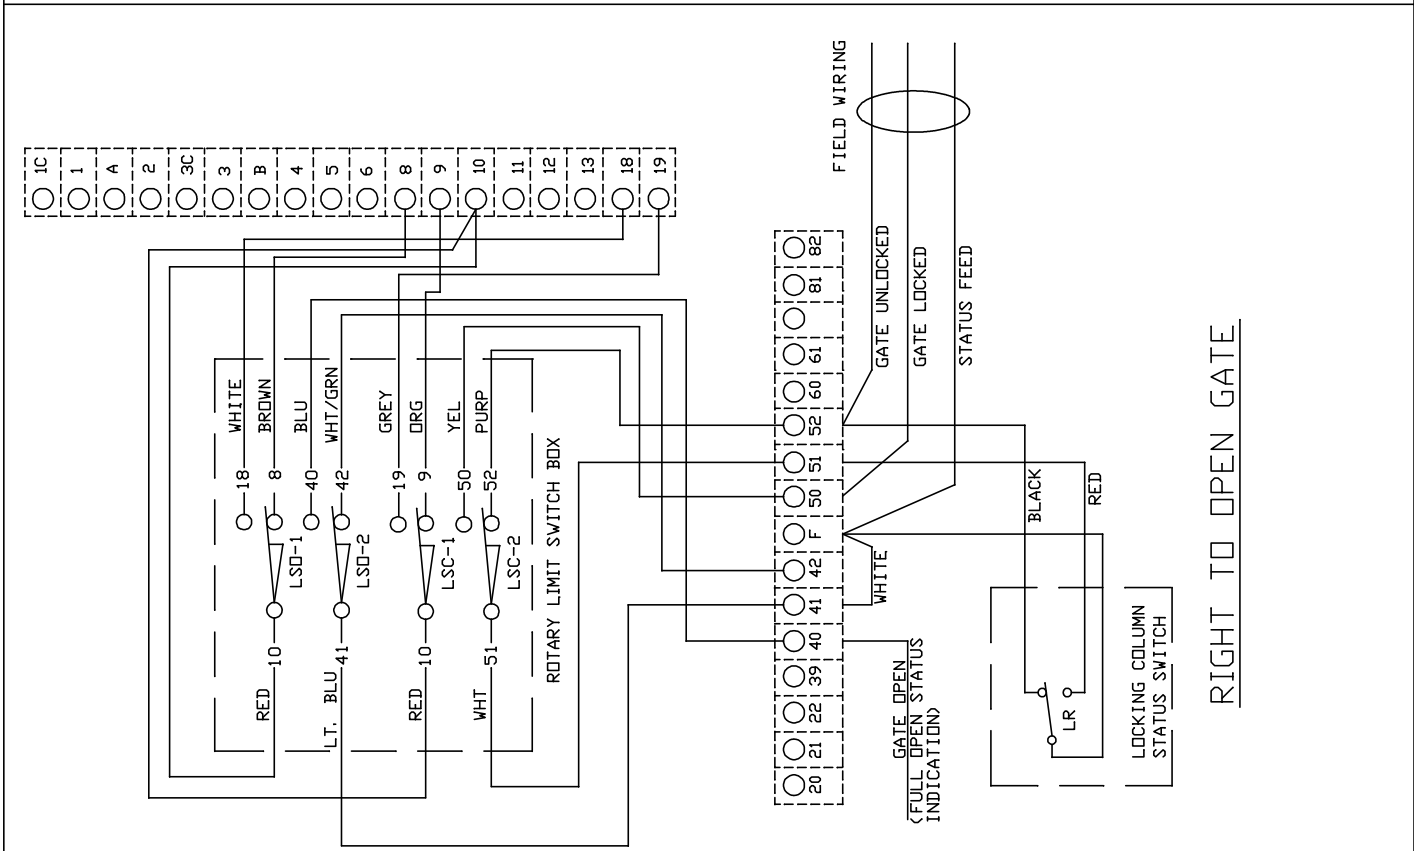 1C
1
A
2
3C
3
B
4
5
6
8
9
10
11
12
13
18
19
FIELD WIRING
GATE UNLOCKED
GATE LOCKED
STATUS FEED
82
81
61
60
52
51
50
F
42
41
40
39
22
21
20
WHITE
BROWN
BLU
WHT/GRN
GREY
ORG
YEL
PURP
18
8
40
42
19
9
50
52
LSO-1
LSO-2
LSC-1
LSC-2
10
41
10
51
RED
LT. BLU
RED
WHT
ROTARY LIMIT SWITCH BOX
WHITE
BLACK
RED
GATE OPEN
(FULL OPEN STATUS
INDICATION)
LR
LOCKING COLUMN
STATUS SWITCH
RIGHT TO OPEN GATE